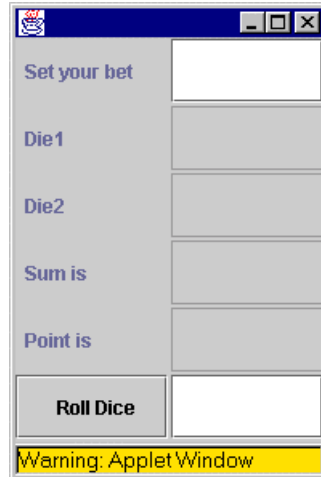 Set your bet
Die1
Die2
Sum is
Point is
Roll Dice
Warning: Applet Window